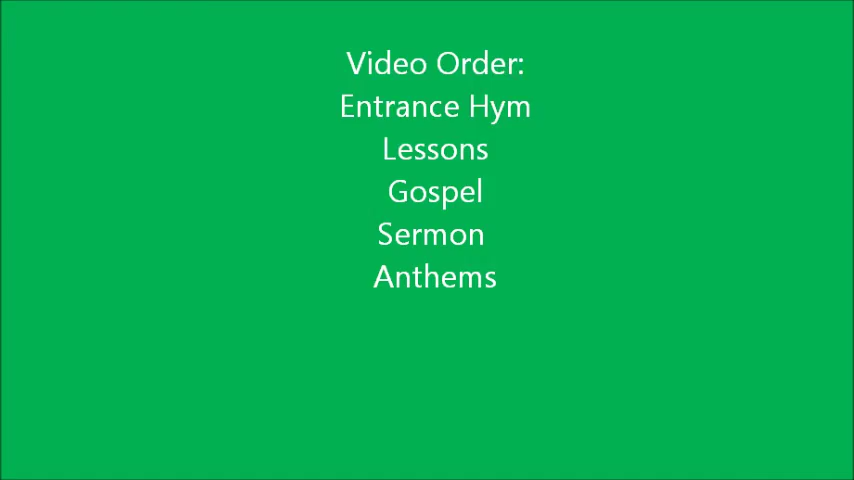 Video Order:
Entrance Hym
Lessons
Gospel
Sermon
Anthems